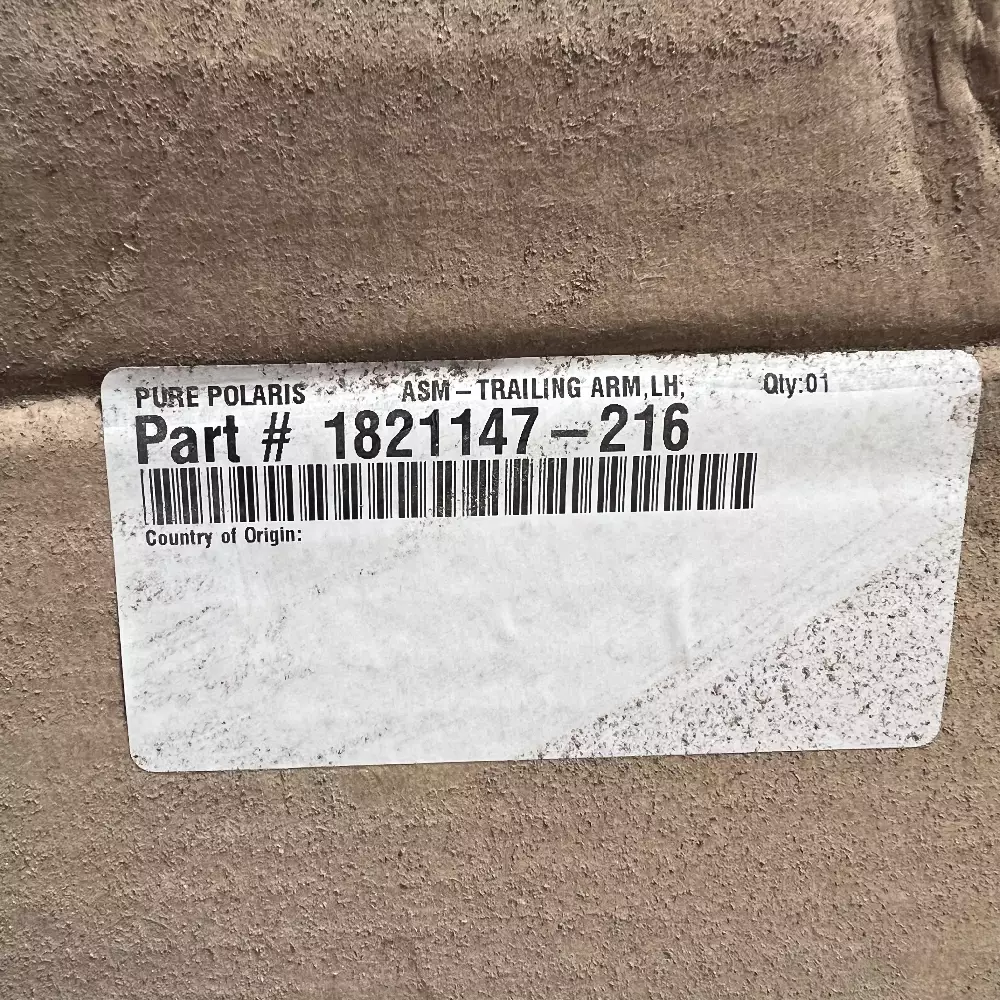 PURE POLARIS ASM-TRAILING ARM,LH, Qty:01
Part # 1821147-216
Country of Origin: